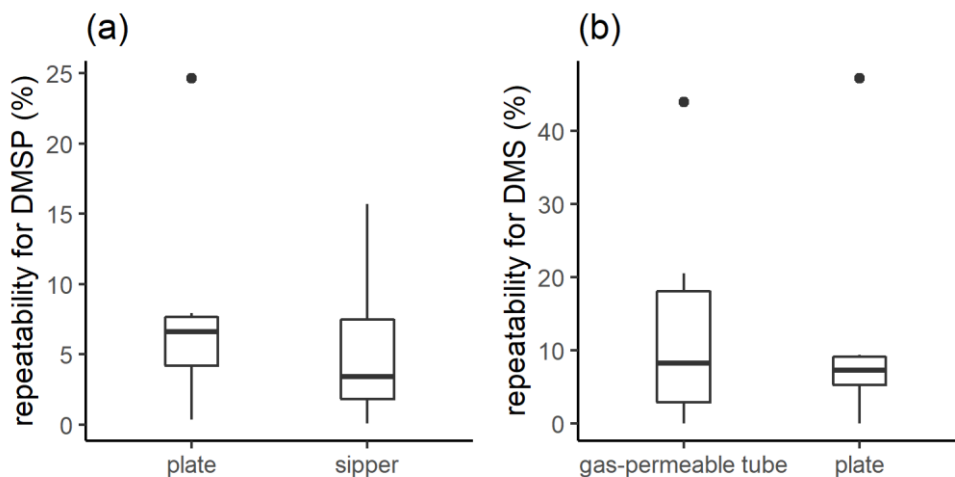 (a)
repeatability for DMSP (%)
25
20
15
10
5
0
plate
sipper
(b)
repeatability for DMS (%)
40
30
20
10
0
gas-permeable tube
plate